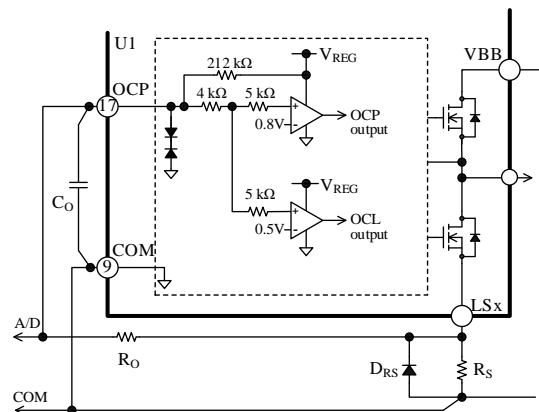 U1
VREG
VBB
212 kΩ
OCP
17
4 kΩ
5 kΩ
+
-
0.8V
OCP
output
VREG
5 kΩ
+
-
0.5V
OCL
output
CO
COM
9
LSx
A/D
RO
DRS
RS
COM